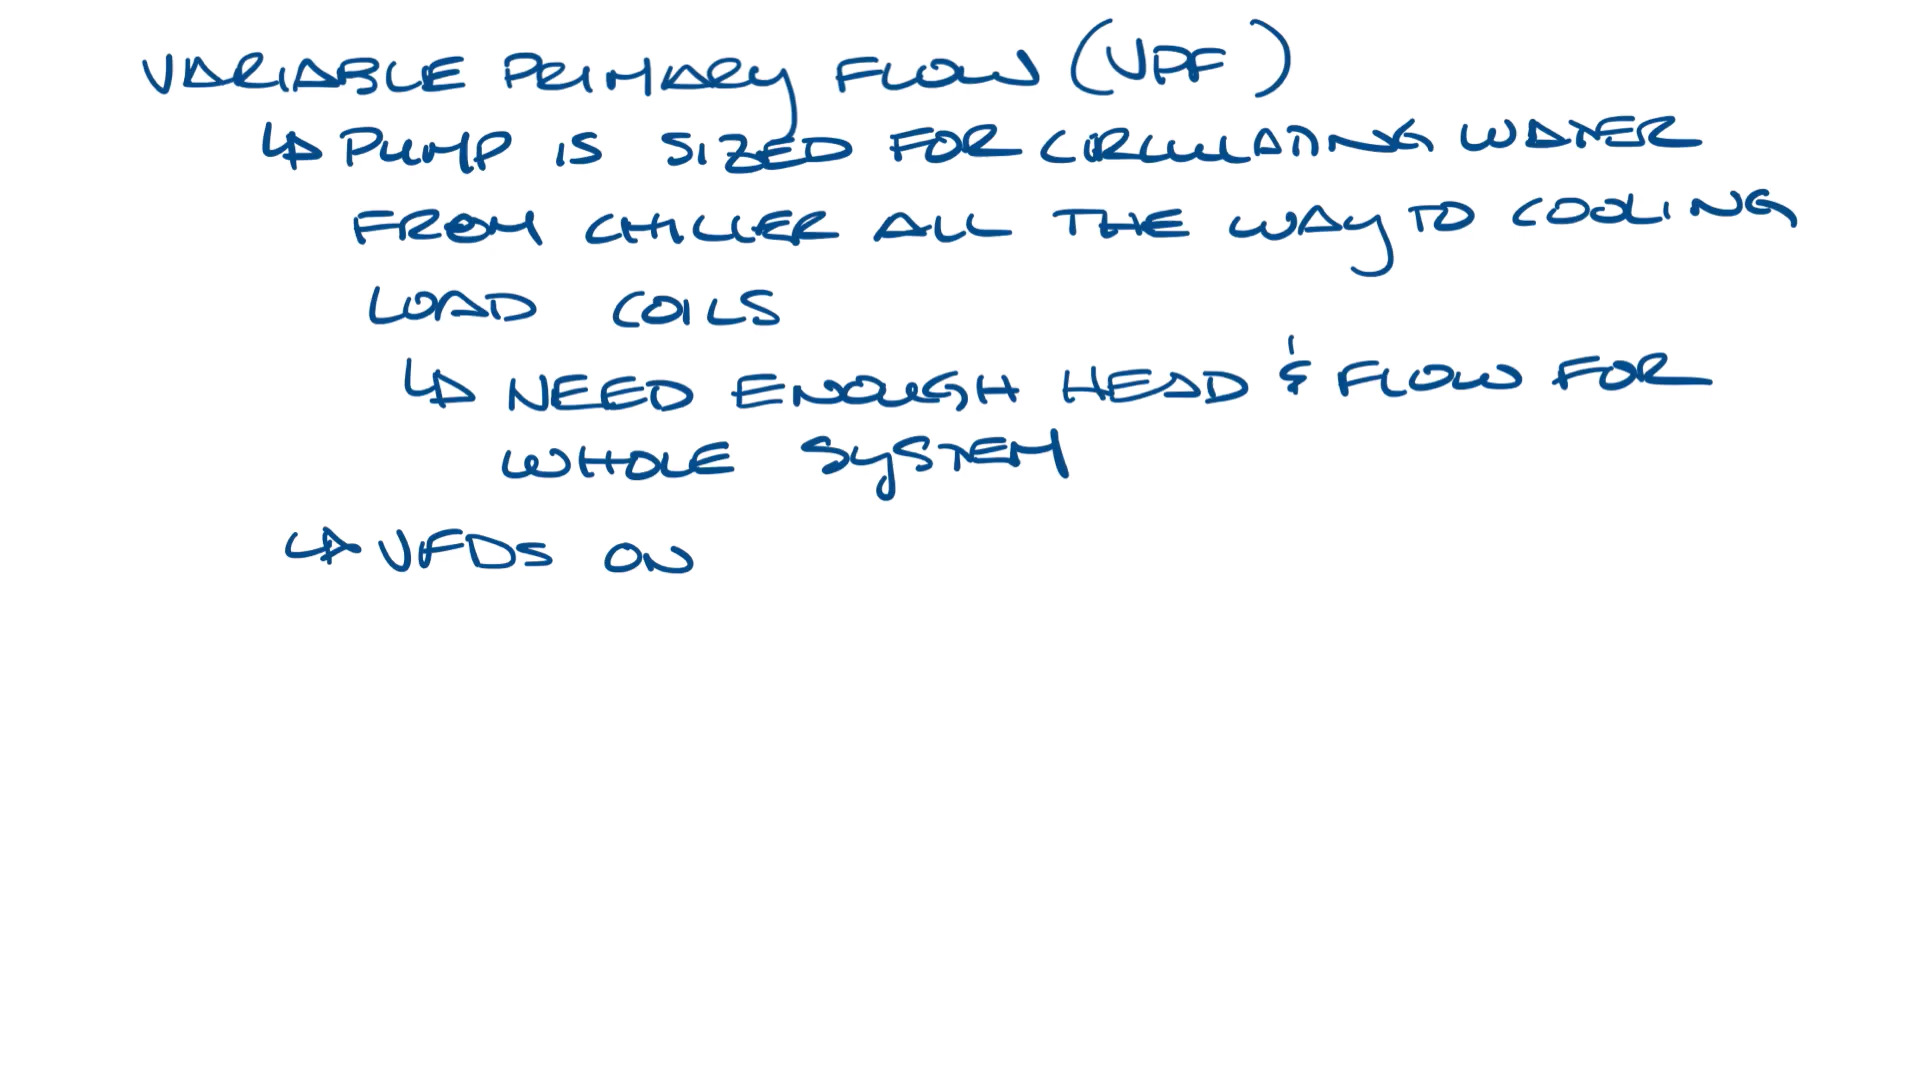 VARIABLE PRIMARY FLOW (VPF)
↳ PUMP IS SIZED FOR CIRCULATING WATER
FROM CHILLER ALL THE WAY TO COOLING
LOAD COILS
↳ NEED ENOUGH HEAD & FLOW FOR
WHOLE SYSTEM
↳ VFDS ON